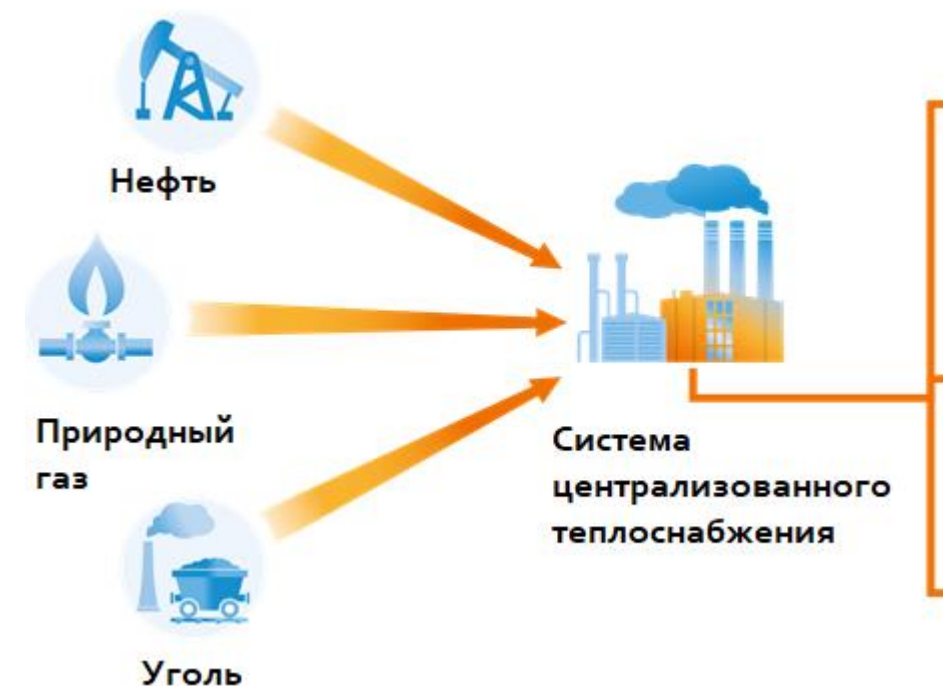 Нефть
Природный
газ
Уголь
Система
централизованного
теплоснабжения